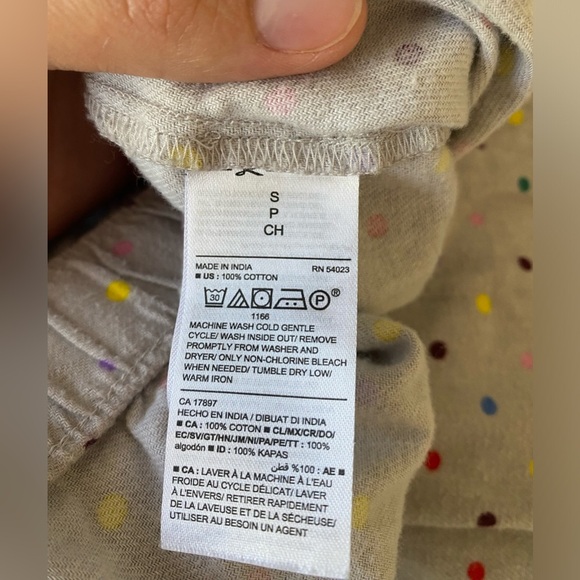 S
P
CH
MADE IN INDIA RN 54023
■ US : 100% COTTON
30 P ®
1166
MACHINE WASH COLD GENTLE
CYCLE/ WASH INSIDE OUT/ REMOVE
PROMPTLY FROM WASHER AND
DRYER/ ONLY NON-CHLORINE BLEACH
WHEN NEEDED/ TUMBLE DRY LOW/
WARM IRON
CA 17897
HECHO EN INDIA / DIBUAT DI INDIA
■ CA : 100% COTON ■ CL/MX/CR/DO/
EC/SV/GT/HN/JM/NI/PA/PE/TT : 100%
algodón ■ ID : 100% KAPAS
■ AE : 100% قطن
■ CA : LAVER À LA MACHINE À L'EAU
FROIDE AU CYCLE DÉLICAT/ LAVER
À L'ENVERS/ RETIRER RAPIDEMENT
DE LA LAVEUSE ET DE LA SÉCHEUSE/
UTILISER AU BESOIN UN AGENT